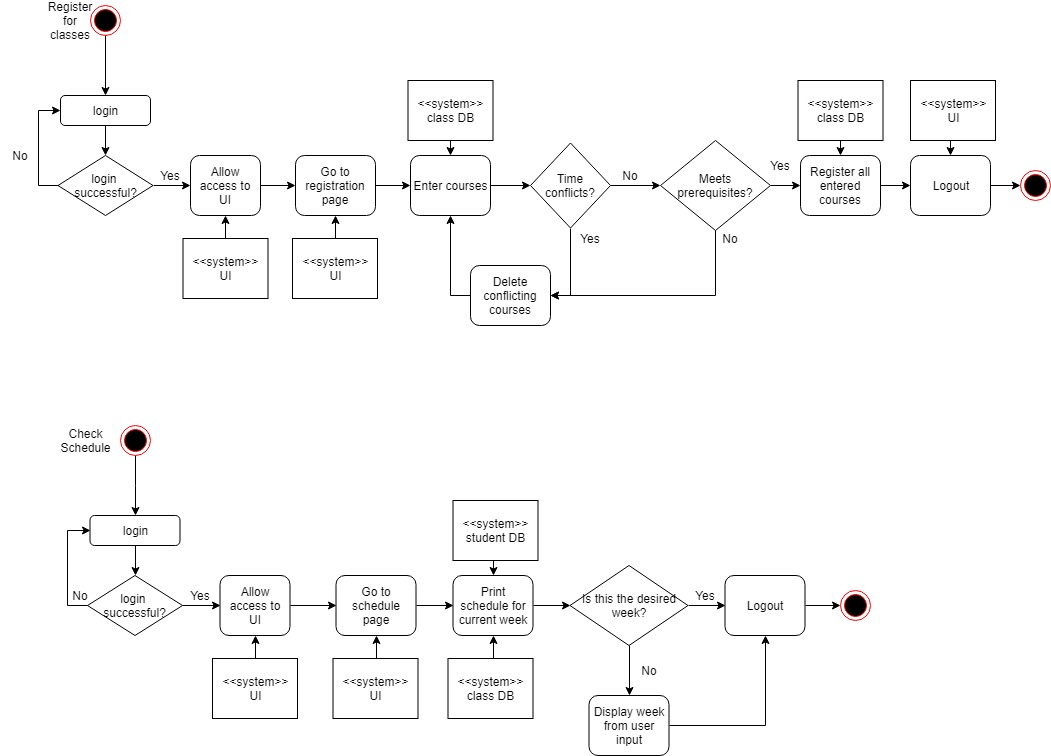 Register
for
classes
login
No
login
successful?
Yes
Allow
access to
UI
<<system>>
UI
Go to
registration
page
<<system>>
UI
<<system>>
class DB
Enter courses
Time
conflicts?
No
Yes
Delete
conflicting
courses
Meets
prerequisites?
Yes
No
<<system>>
class DB
Register all
entered
courses
<<system>>
UI
Logout
Check
Schedule
login
No
login
successful?
Yes
Allow
access to
UI
<<system>>
UI
Go to
schedule
page
<<system>>
UI
<<system>>
student DB
Print
schedule for
current week
<<system>>
class DB
Is this the desired
week?
Yes
No
Display week
from user
input
Logout